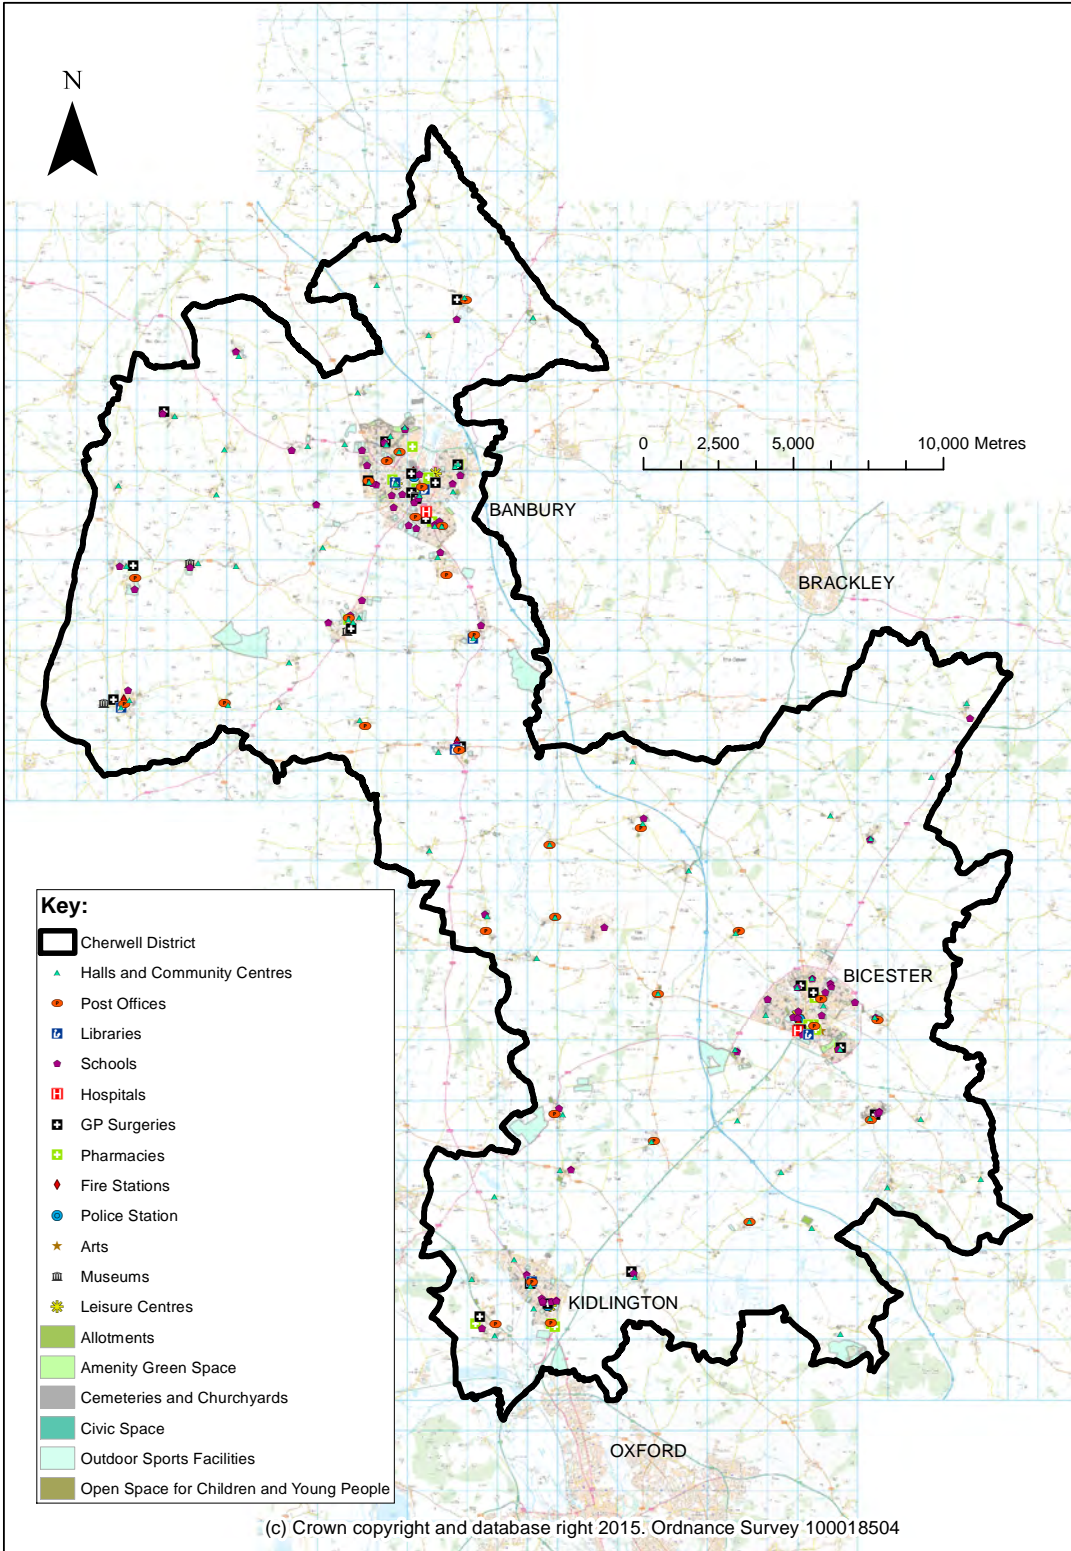 N
0 2,500 5,000 10,000 Metres
BANBURY
BRACKLEY
BICESTER
KIDLINGTON
OXFORD
Key:
Cherwell District
Halls and Community Centres
Post Offices
Libraries
Schools
Hospitals
GP Surgeries
Pharmacies
Fire Stations
Police Station
Arts
Museums
Leisure Centres
Allotments
Amenity Green Space
Cemeteries and Churchyards
Civic Space
Outdoor Sports Facilities
Open Space for Children and Young People
(c) Crown copyright and database right 2015. Ordnance Survey 100018504